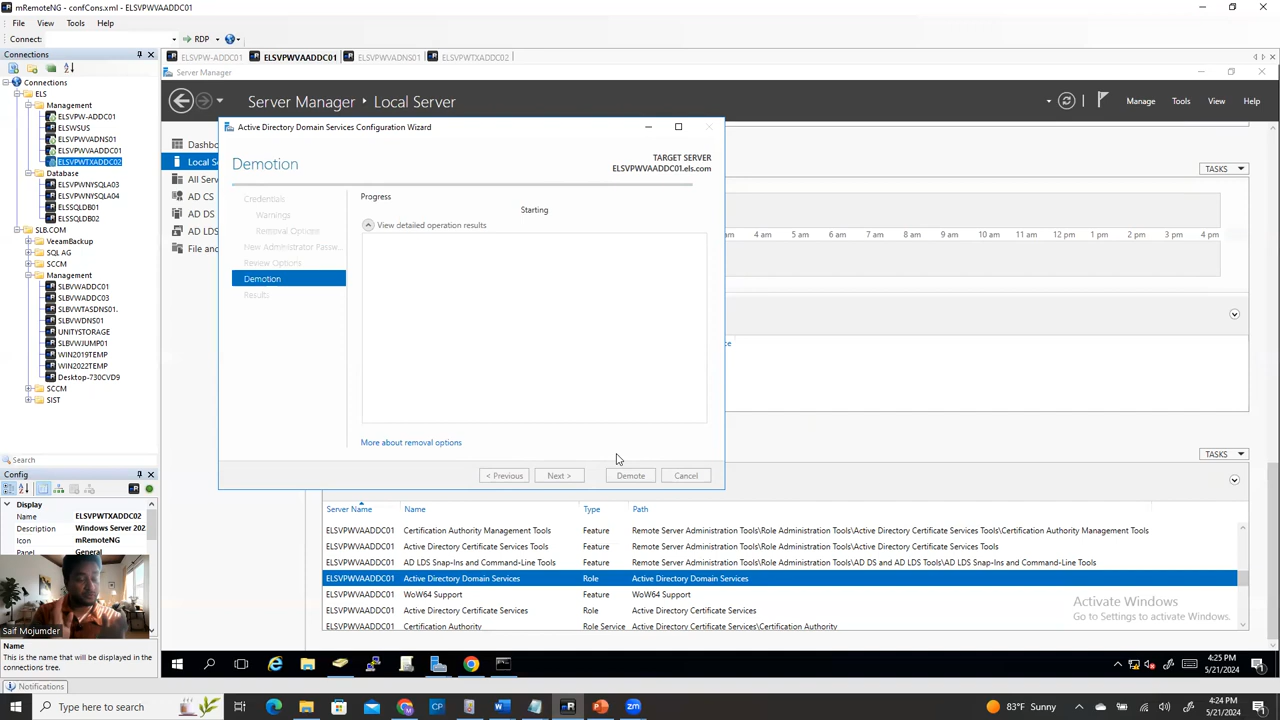 mRemoteNG - confCons.xml - ELSVPWVAADDC01
File View Tools Help
Connect: RDP
Connections
ELSVPW-ADDC01 ELSVPWVAADDC01 ELSVPWVADNS01 ELSVPWTXADDC02
Server Manager
Server Manager Local Server
Manage Tools View Help
Connections
ELS
Management
ELSVPW-ADDC01
ELSWSUS
ELSVPWVADNS01
ELSVPWVAADDC01
ELSVPWTXADDC02
Database
ELSVPWNYSQLA03
ELSVPWNYSQLA04
ELSSQLDB01
ELSSQLDB02
SLB.COM
VeeamBackup
SQL AG
SCCM
Management
SLBVWADDC01
SLBVWADDC03
SLBVWTASDNS01.
SLBVWDNS01
UNITYSTORAGE
SLBVWJUMP01
WIN2019TEMP
WIN2022TEMP
Desktop-730CVD9
SCCM
SIST
Search
Config
Display
Name ELSVPWTXADDC02
Description Windows Server 202
Icon mRemoteNG
Panel General
Saif Mojumder
Name
This is the name that will be displayed in the
connections tree.
Notifications
Dashbo
Local Se
All Serv
AD CS
AD DS
AD LDS
File and
Active Directory Domain Services Configuration Wizard
Demotion
TARGET SERVER
ELSVPWVAADDC01.els.com
Credentials
Warnings
Removal Options
New Administrator Passw...
Review Options
Demotion
Results
Progress
Starting
View detailed operation results
More about removal options
< Previous Next > Demote Cancel
TASKS
am 4 am 5 am 6 am 7 am 8 am 9 am 10 am 11 am 12 pm 1 pm 2 pm 3 pm 4 pm
ce
TASKS
Server Name Name Type Path
ELSVPWVAADDC01 Certification Authority Management Tools Feature Remote Server Administration Tools\Role Administration Tools\Active Directory Certificate Services Tools\Certification Authority Management Tools
ELSVPWVAADDC01 Active Directory Certificate Services Tools Feature Remote Server Administration Tools\Role Administration Tools\Active Directory Certificate Services Tools
ELSVPWVAADDC01 AD LDS Snap-Ins and Command-Line Tools Feature Remote Server Administration Tools\Role Administration Tools\AD DS and AD LDS Tools\AD LDS Snap-Ins and Command-Line Tools
ELSVPWVAADDC01 Active Directory Domain Services Role Active Directory Domain Services
ELSVPWVAADDC01 WoW64 Support Feature WoW64 Support
ELSVPWVAADDC01 Active Directory Certificate Services Role Active Directory Certificate Services
ELSVPWVAADDC01 Certification Authority Role Service Active Directory Certificate Services\Certification Authority
Activate Windows
Go to Settings to activate Windows.
4:25 PM
5/21/2024
Type here to search
83°F Sunny
4:24 PM
5/21/2024